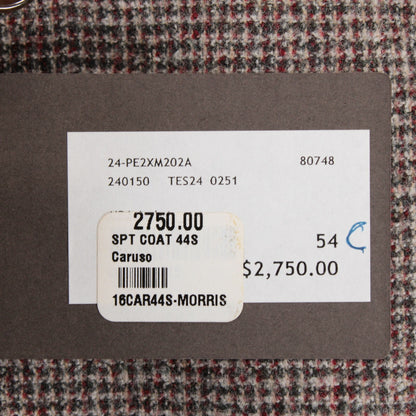 24-PE2XM202A 80748
240150 TES24 0251
2750.00
SPT COAT 44S
54 C
Caruso
$2,750.00
16CAR44S-MORRIS